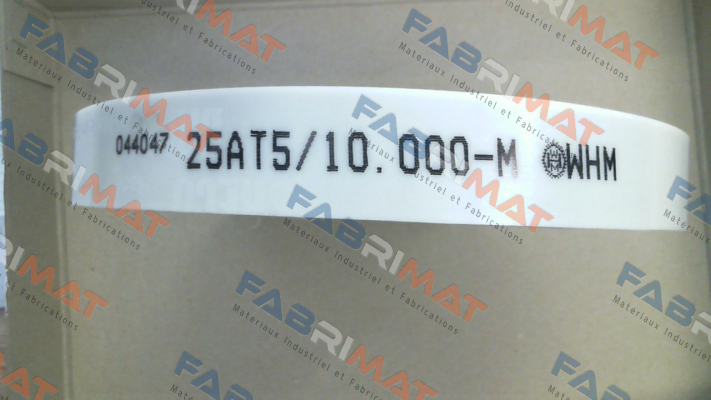 044047 25AT5/10.000-M WHM
FABRIMAT
Materiaux Industriel et Fabrications